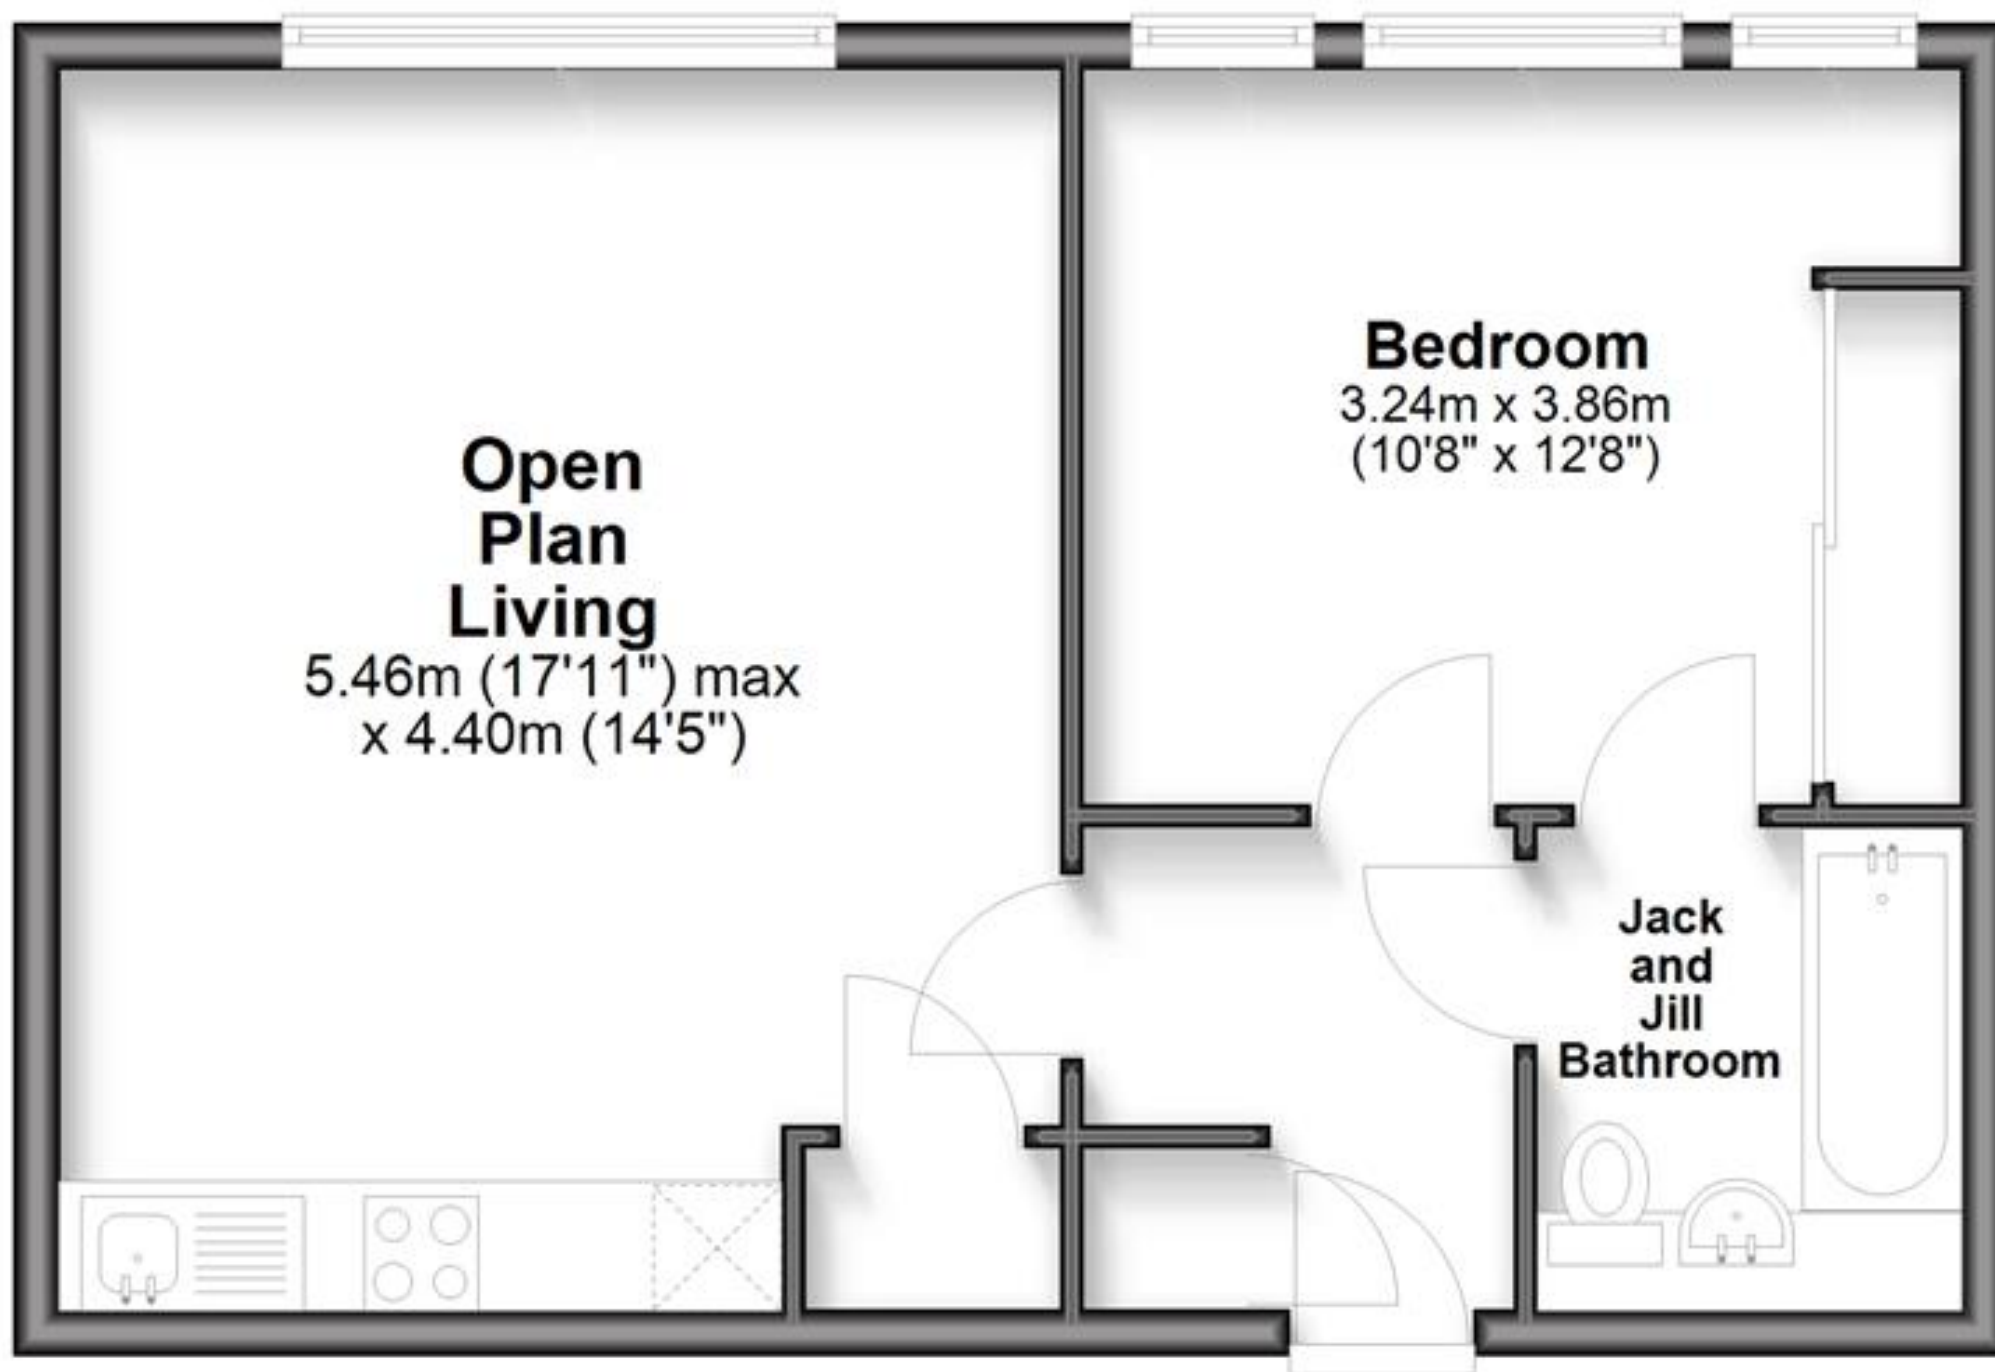 Open
Plan
Living
5.46m (17'11") max
x 4.40m (14'5")
Bedroom
3.24m x 3.86m
(10'8" x 12'8")
Jack
and
Jill
Bathroom